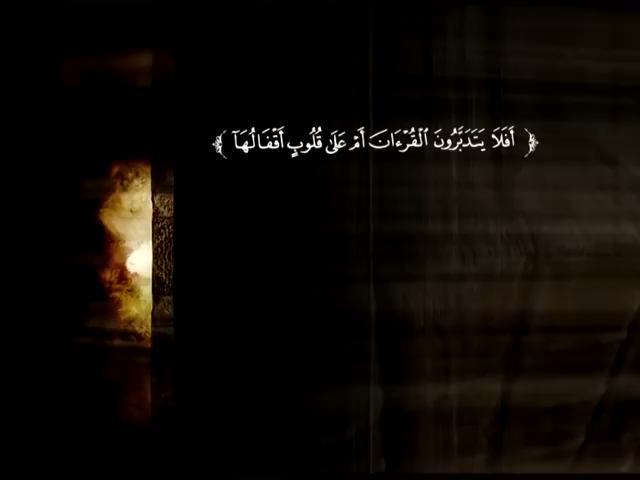 ﴿ أَفَلَا يَتَدَبَّرُونَ ٱلْقُرْءَانَ أَمْ عَلَىٰ قُلُوبٍ أَقْفَالُهَآ ﴾